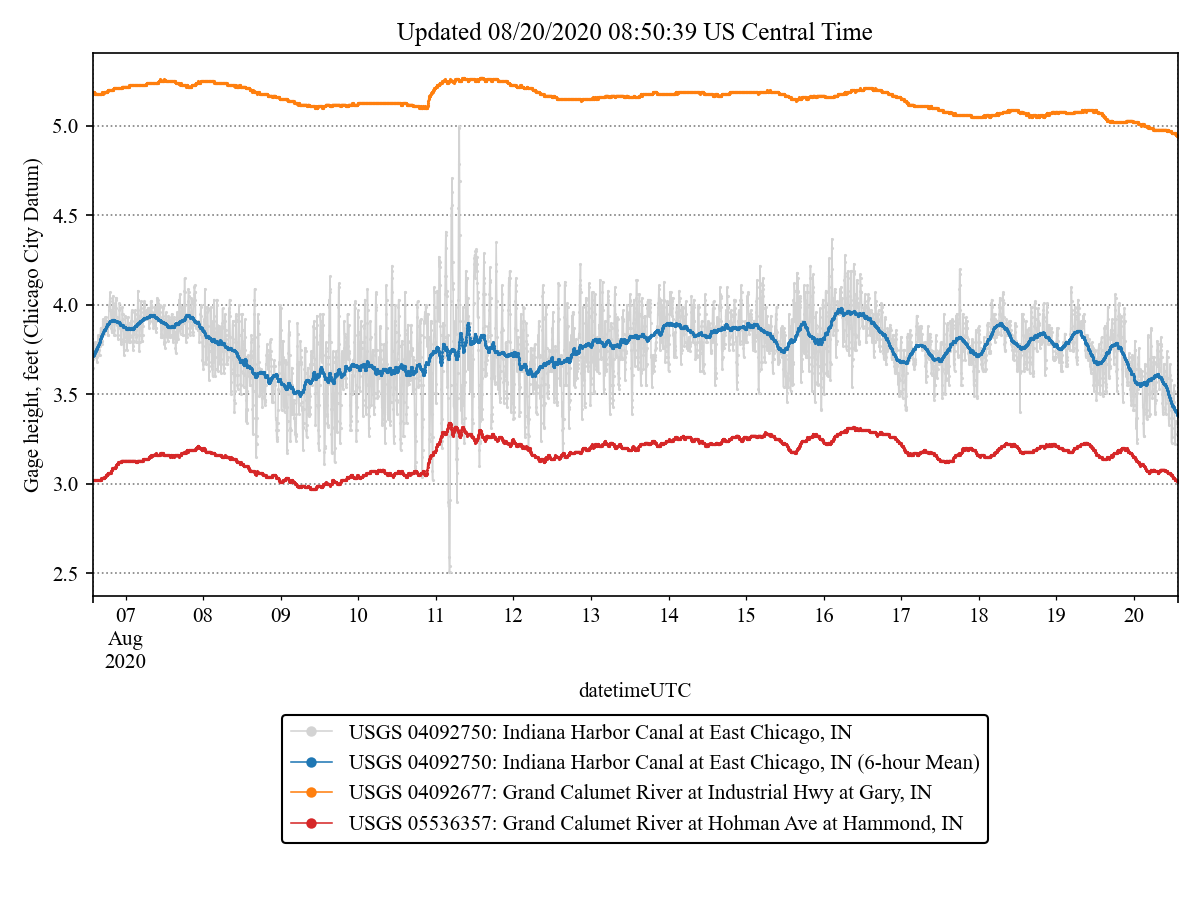 Updated 08/20/2020 08:50:39 US Central Time
Gage height, feet (Chicago City Datum)
5.0
4.5
4.0
3.5
3.0
2.5
07 08 09 10 11 12 13 14 15 16 17 18 19 20
Aug
2020
datetimeUTC
USGS 04092750: Indiana Harbor Canal at East Chicago, IN
USGS 04092750: Indiana Harbor Canal at East Chicago, IN (6-hour Mean)
USGS 04092677: Grand Calumet River at Industrial Hwy at Gary, IN
USGS 05536357: Grand Calumet River at Hohman Ave at Hammond, IN